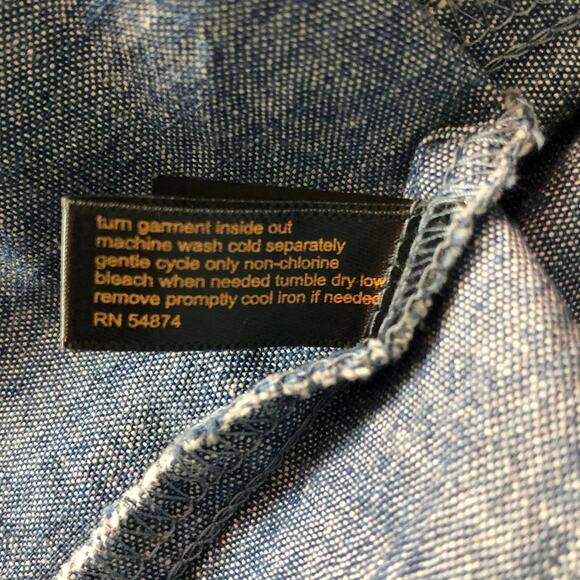 turn garment inside out
machine wash cold separately
gentle cycle only non-chlorine
bleach when needed tumble dry low
remove promptly cool iron if needed
RN 54874